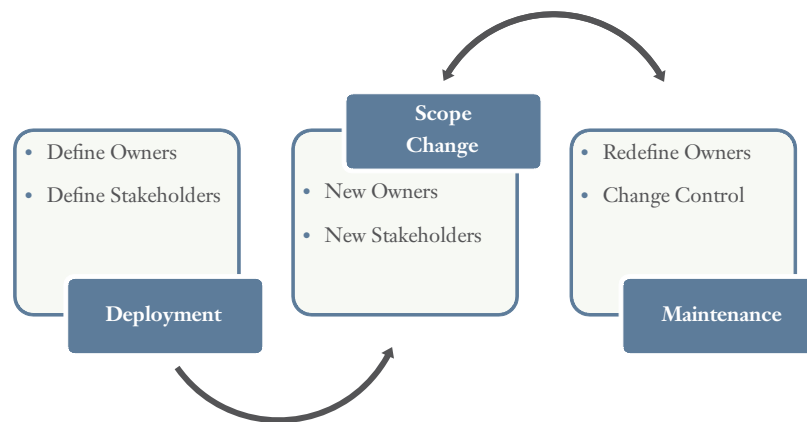 • Define Owners
• Define Stakeholders
Deployment
Scope
Change
• New Owners
• New Stakeholders
• Redefine Owners
• Change Control
Maintenance